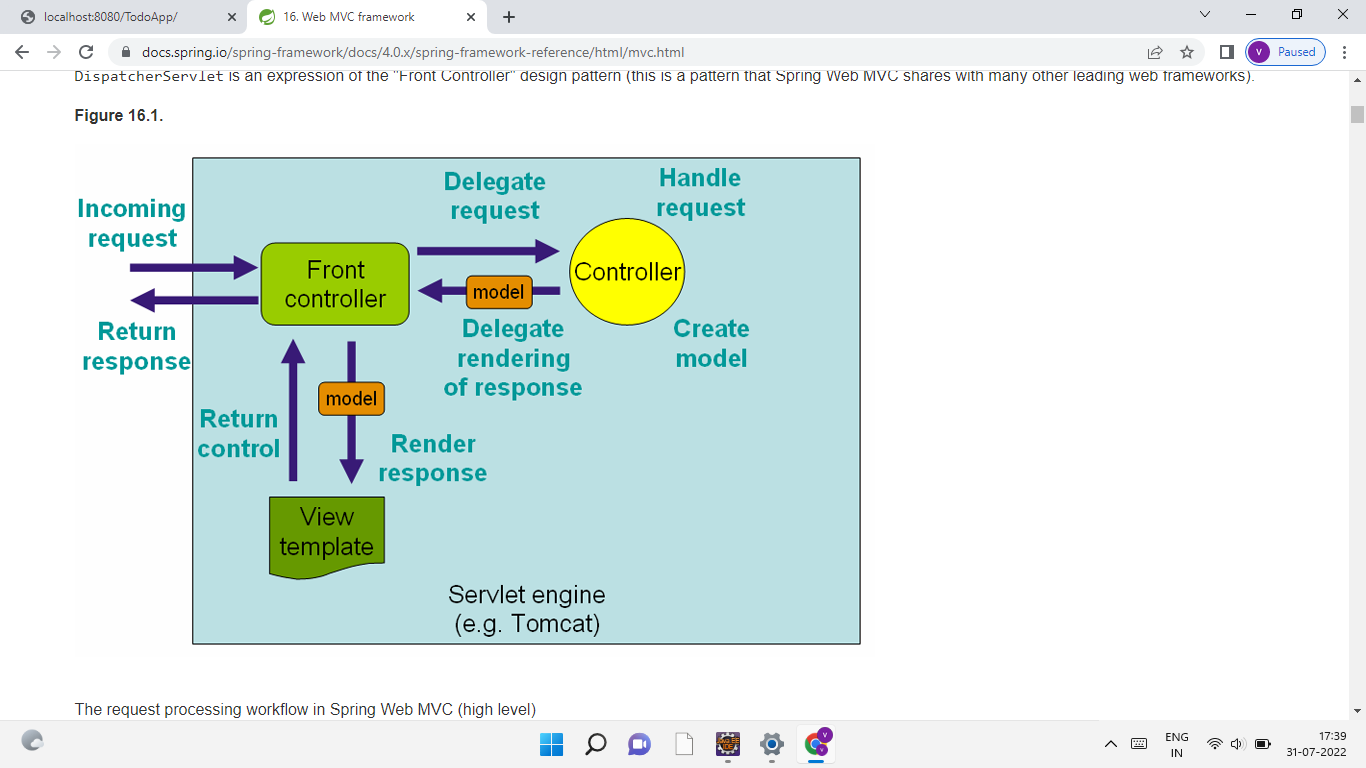 localhost:8080/TodoApp/
16. Web MVC framework
docs.spring.io/spring-framework/docs/4.0.x/spring-framework-reference/html/mvc.html
V
Paused
DispatcherServlet is an expression of the "Front Controller" design pattern (this is a pattern that Spring Web MVC shares with many other leading web frameworks).
Figure 16.1.
Incoming
request
Delegate
request
Handle
request
Front
controller
Controller
model
Return
response
Delegate
rendering
of response
Create
model
model
Return
control
Render
response
View
template
Servlet engine
(e.g. Tomcat)
The request processing workflow in Spring Web MVC (high level)
Java EE
IDE
V
V
ENG
IN
17:39
31-07-2022